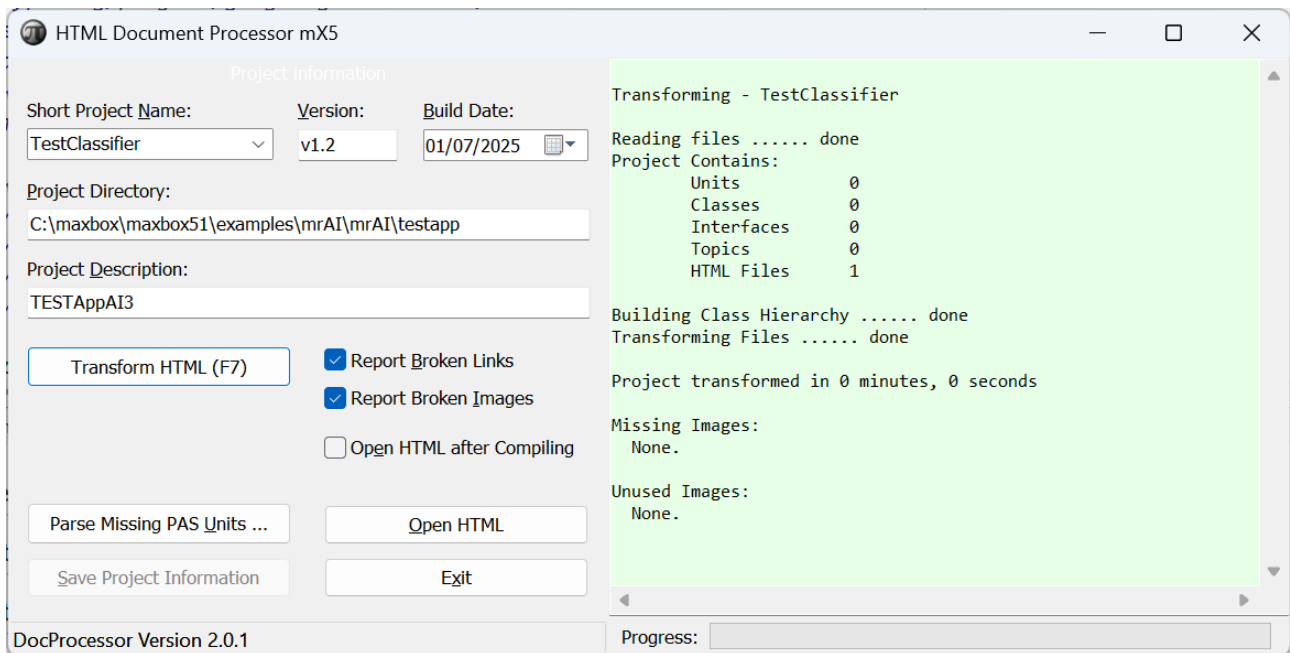 HTML Document Processor mX5
Project information
Short Project Name:
Version:
Build Date:
TestClassifier
v1.2
01/07/2025
Project Directory:
C:\maxbox\maxbox51\examples\mrAI\mrAI\testapp
Project Description:
TESTAppAI3
Transform HTML (F7)
Report Broken Links
Report Broken Images
Open HTML after Compiling
Parse Missing PAS Units ...
Open HTML
Save Project Information
Exit
DocProcessor Version 2.0.1
Transforming - TestClassifier
Reading files ...... done
Project Contains:
Units 0
Classes 0
Interfaces 0
Topics 0
HTML Files 1
Building Class Hierarchy ...... done
Transforming Files ...... done
Project transformed in 0 minutes, 0 seconds
Missing Images:
None.
Unused Images:
None.
Progress: